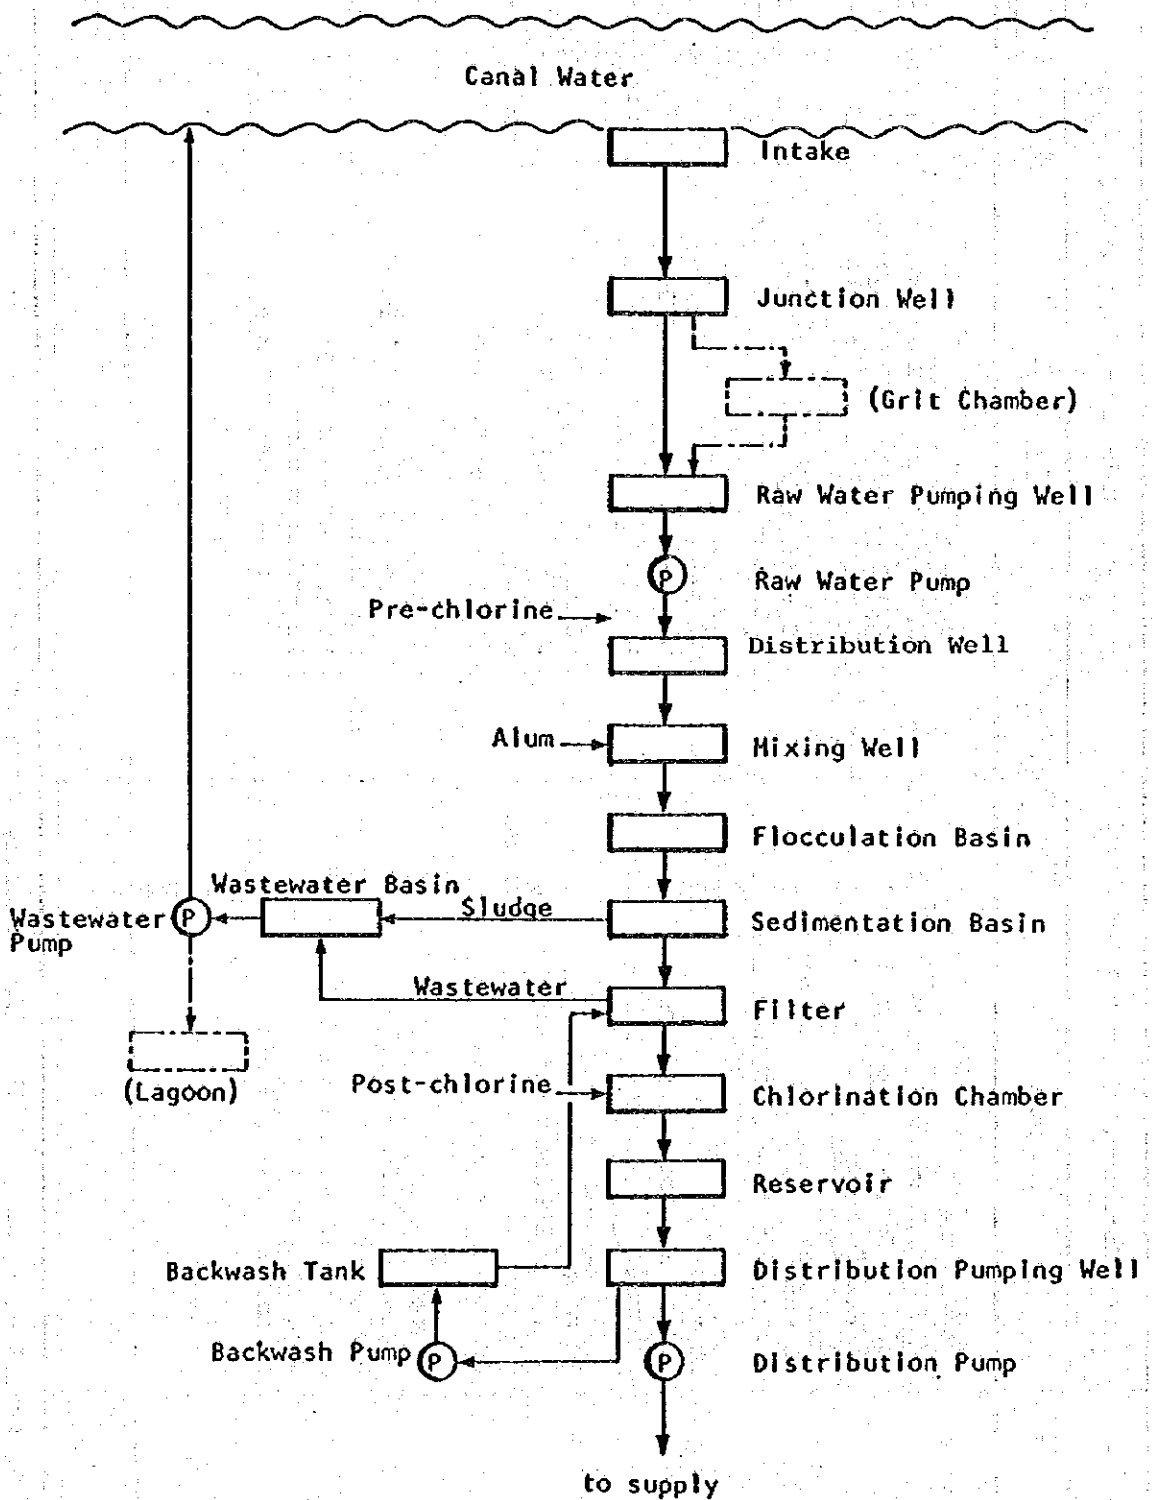 Canal Water
Intake
Junction Well
(Grit Chamber)
Raw Water Pumping Well
P
Raw Water Pump
Pre-chlorine
Distribution Well
Alum
Mixing Well
Flocculation Basin
Wastewater Basin
Sludge
Wastewater
Pump
P
Sedimentation Basin
Wastewater
Filter
(Lagoon)
Post-chlorine
Chlorination Chamber
Reservoir
Backwash Tank
Distribution Pumping Well
Backwash Pump
P
P
Distribution Pump
to supply